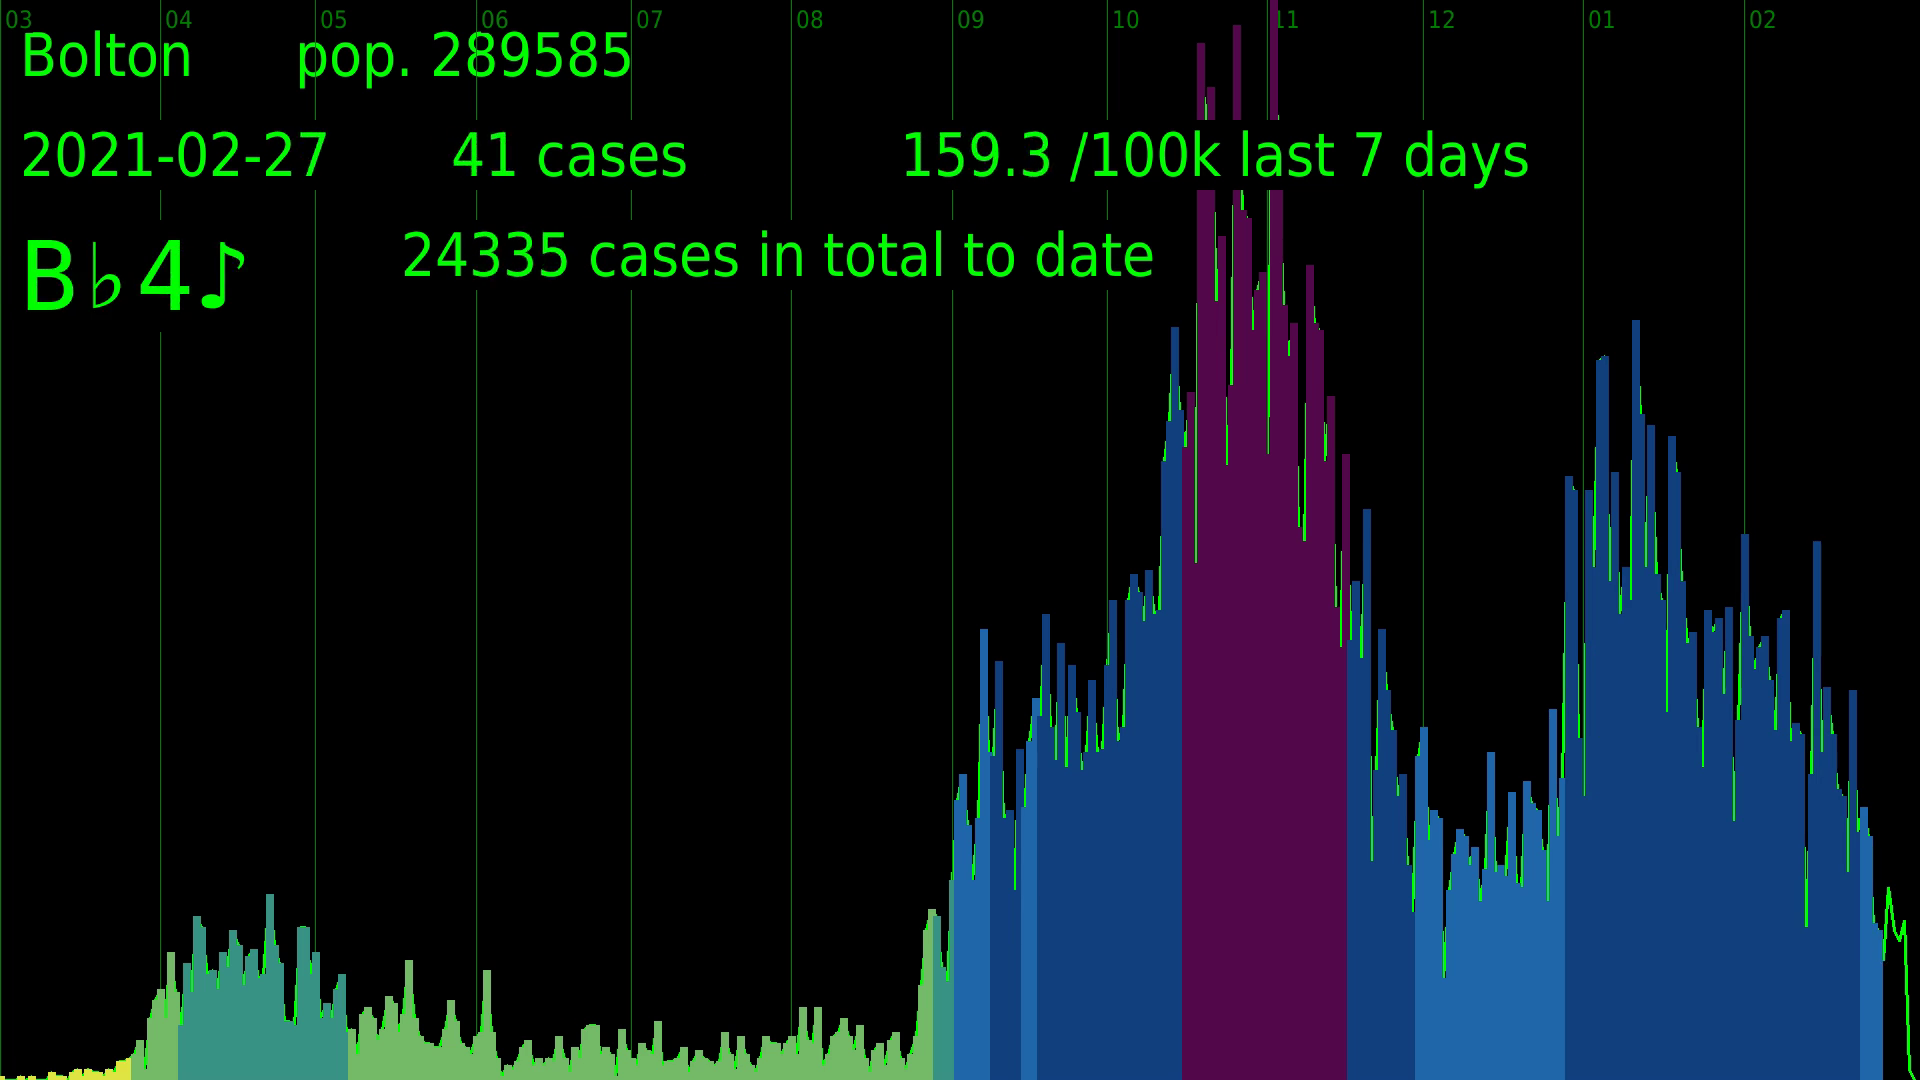 03 04 05 06 07 08 09 10 11 12 01 02
Bolton pop. 289585
2021-02-27 41 cases 159.3 /100k last 7 days
B♭4♪ 24335 cases in total to date